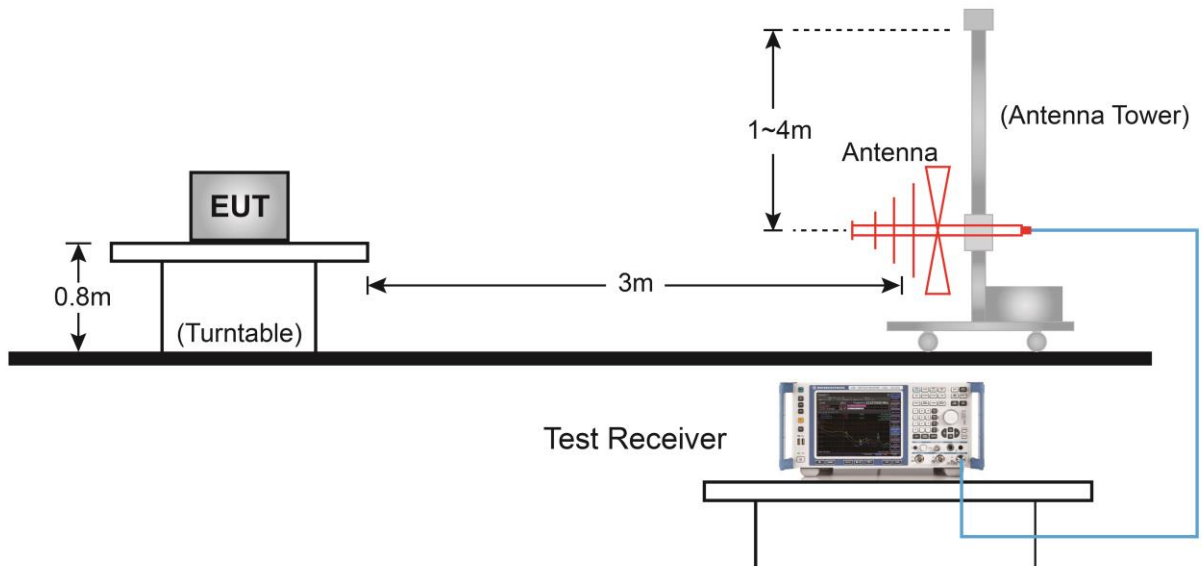 1~4m
(Antenna Tower)
Antenna
EUT
0.8m
3m
(Turntable)
Test Receiver